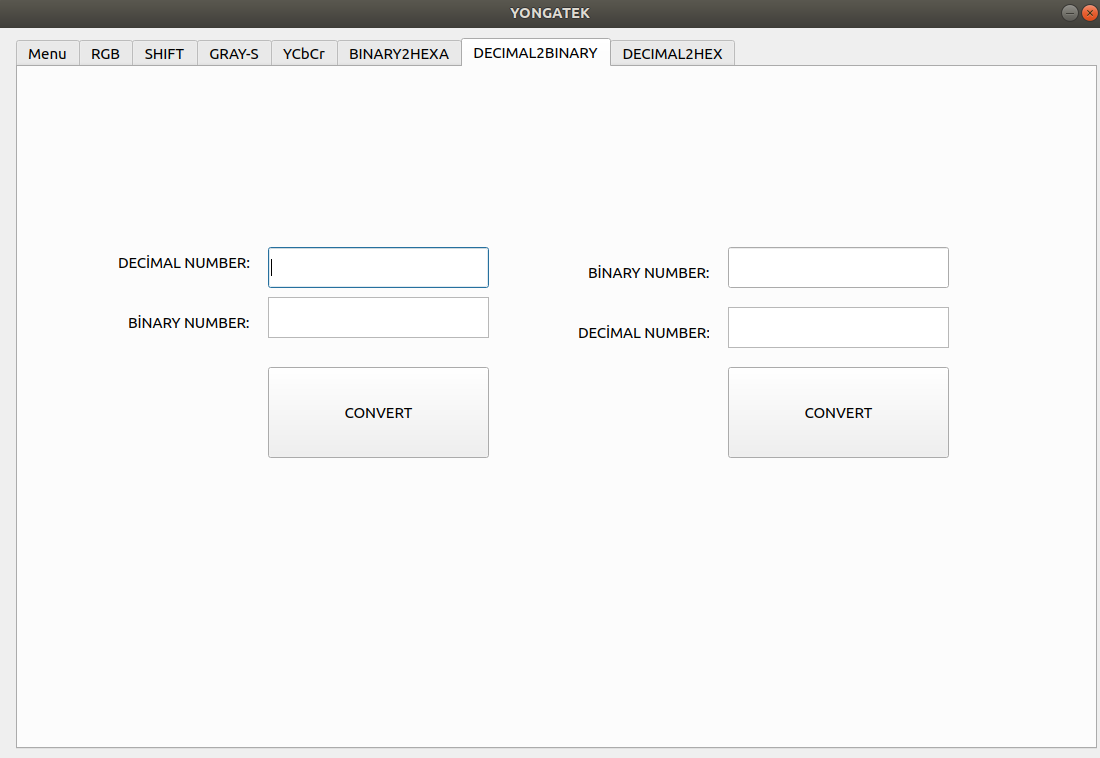 YONGATEK
Menu RGB SHIFT GRAY-S YCbCr BINARY2HEXA DECIMAL2BINARY DECIMAL2HEX
DECİMAL NUMBER:
BİNARY NUMBER:
CONVERT
BİNARY NUMBER:
DECİMAL NUMBER:
CONVERT